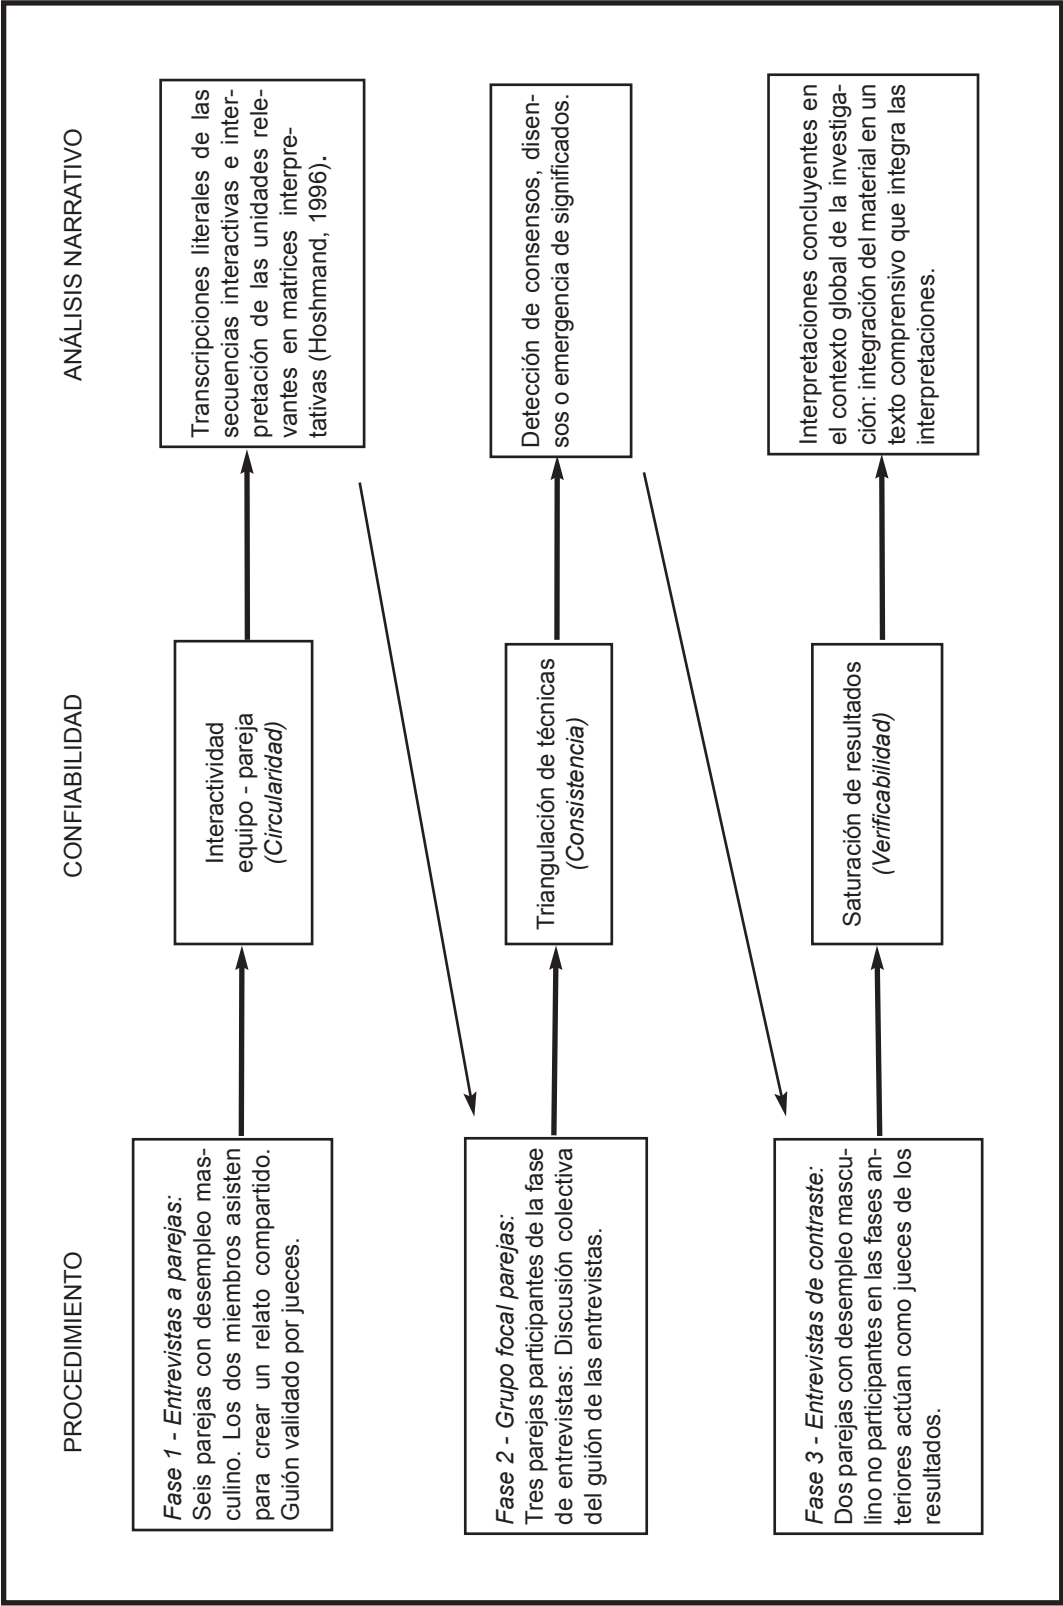 PROCEDIMIENTO
CONFIABILIDAD
ANÁLISIS NARRATIVO
Fase 1 - Entrevistas a parejas:
Seis parejas con desempleo mas-
culino. Los dos miembros asisten
para crear un relato compartido.
Guión validado por jueces.
Interactividad
equipo - pareja
(Circularidad)
Transcripciones literales de las
secuencias interactivas e inter-
pretación de las unidades rele-
vantes en matrices interpre-
tativas (Hoshmand, 1996).
Fase 2 - Grupo focal parejas:
Tres parejas participantes de la fase
de entrevistas: Discusión colectiva
del guión de las entrevistas.
Triangulación de técnicas
(Consistencia)
Detección de consensos, disen-
sos o emergencia de significados.
Fase 3 - Entrevistas de contraste:
Dos parejas con desempleo mascu-
lino no participantes en las fases an-
teriores actúan como jueces de los
resultados.
Saturación de resultados
(Verificabilidad)
Interpretaciones concluyentes en
el contexto global de la investiga-
ción: integración del material en un
texto comprensivo que integra las
interpretaciones.